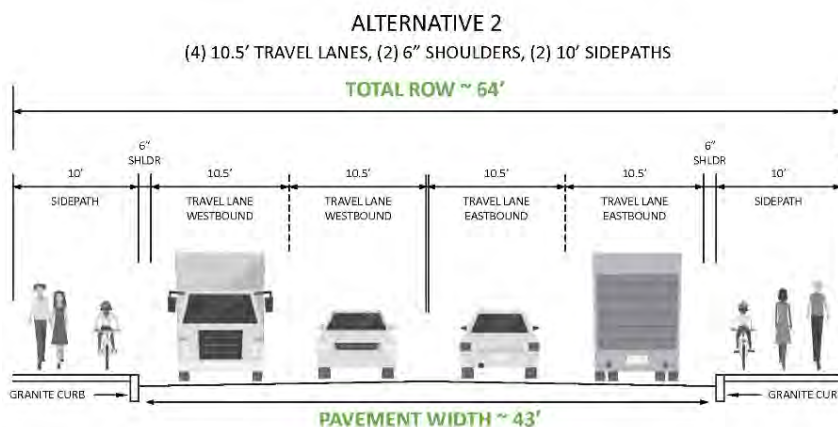 ALTERNATIVE 2
(4) 10.5' TRAVEL LANES, (2) 6" SHOULDERS, (2) 10' SIDEPATHS
TOTAL ROW ~ 64'
6"
SHLDR
6"
SHLDR
10'
10.5'
10.5'
10.5'
10.5'
10'
SIDEPATH
TRAVEL LANE
WESTBOUND
TRAVEL LANE
WESTBOUND
TRAVEL LANE
EASTBOUND
TRAVEL LANE
EASTBOUND
SIDEPATH
GRANITE CURB
GRANITE CUR
PAVEMENT WIDTH ~ 43'